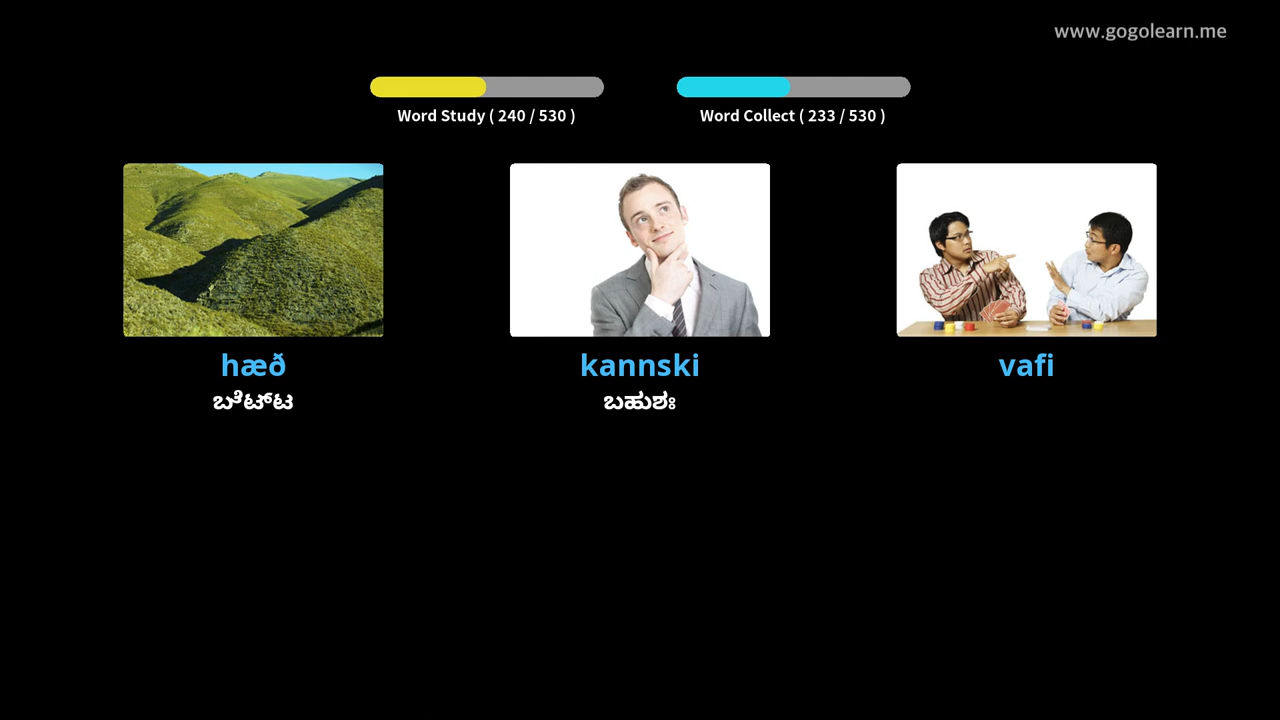 www.gogolearn.me
Word Study ( 240 / 530 )
Word Collect ( 233 / 530 )
hæð
kannski
vafi
ಬೆಟ್ಟ
ಬಹುಶಃ